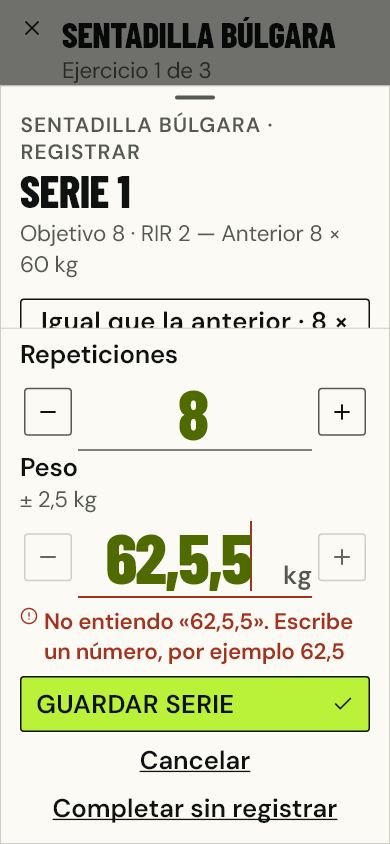 SENTADILLA BÚLGARA
Ejercicio 1 de 3
SENTADILLA BÚLGARA ·
REGISTRAR
SERIE 1
Objetivo 8 · RIR 2 — Anterior 8 ×
60 kg
Igual que la anterior · 8 ×
Repeticiones
− 8 +
Peso
± 2,5 kg
− 62,5,5 kg +
No entiendo «62,5,5». Escribe
un número, por ejemplo 62,5
GUARDAR SERIE
Cancelar
Completar sin registrar